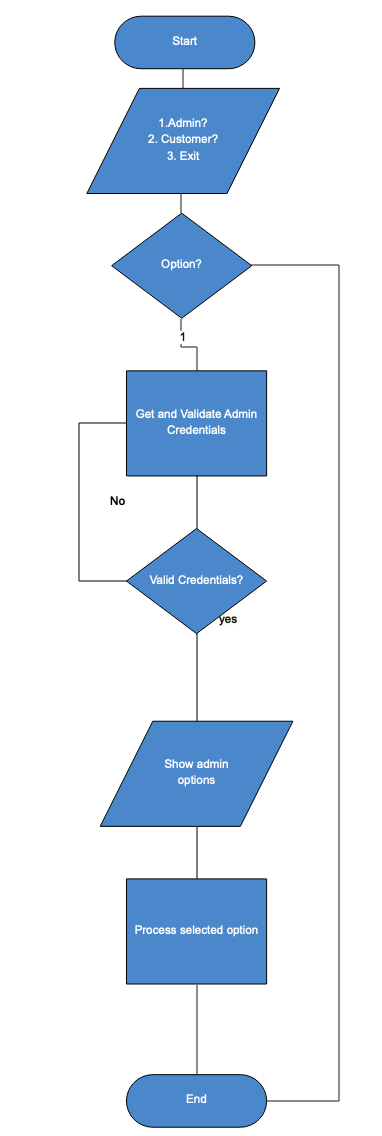 Start
1.Admin?
2. Customer?
3. Exit
Option?
1
Get and Validate Admin
Credentials
No
Valid Credentials?
yes
Show admin
options
Process selected option
End